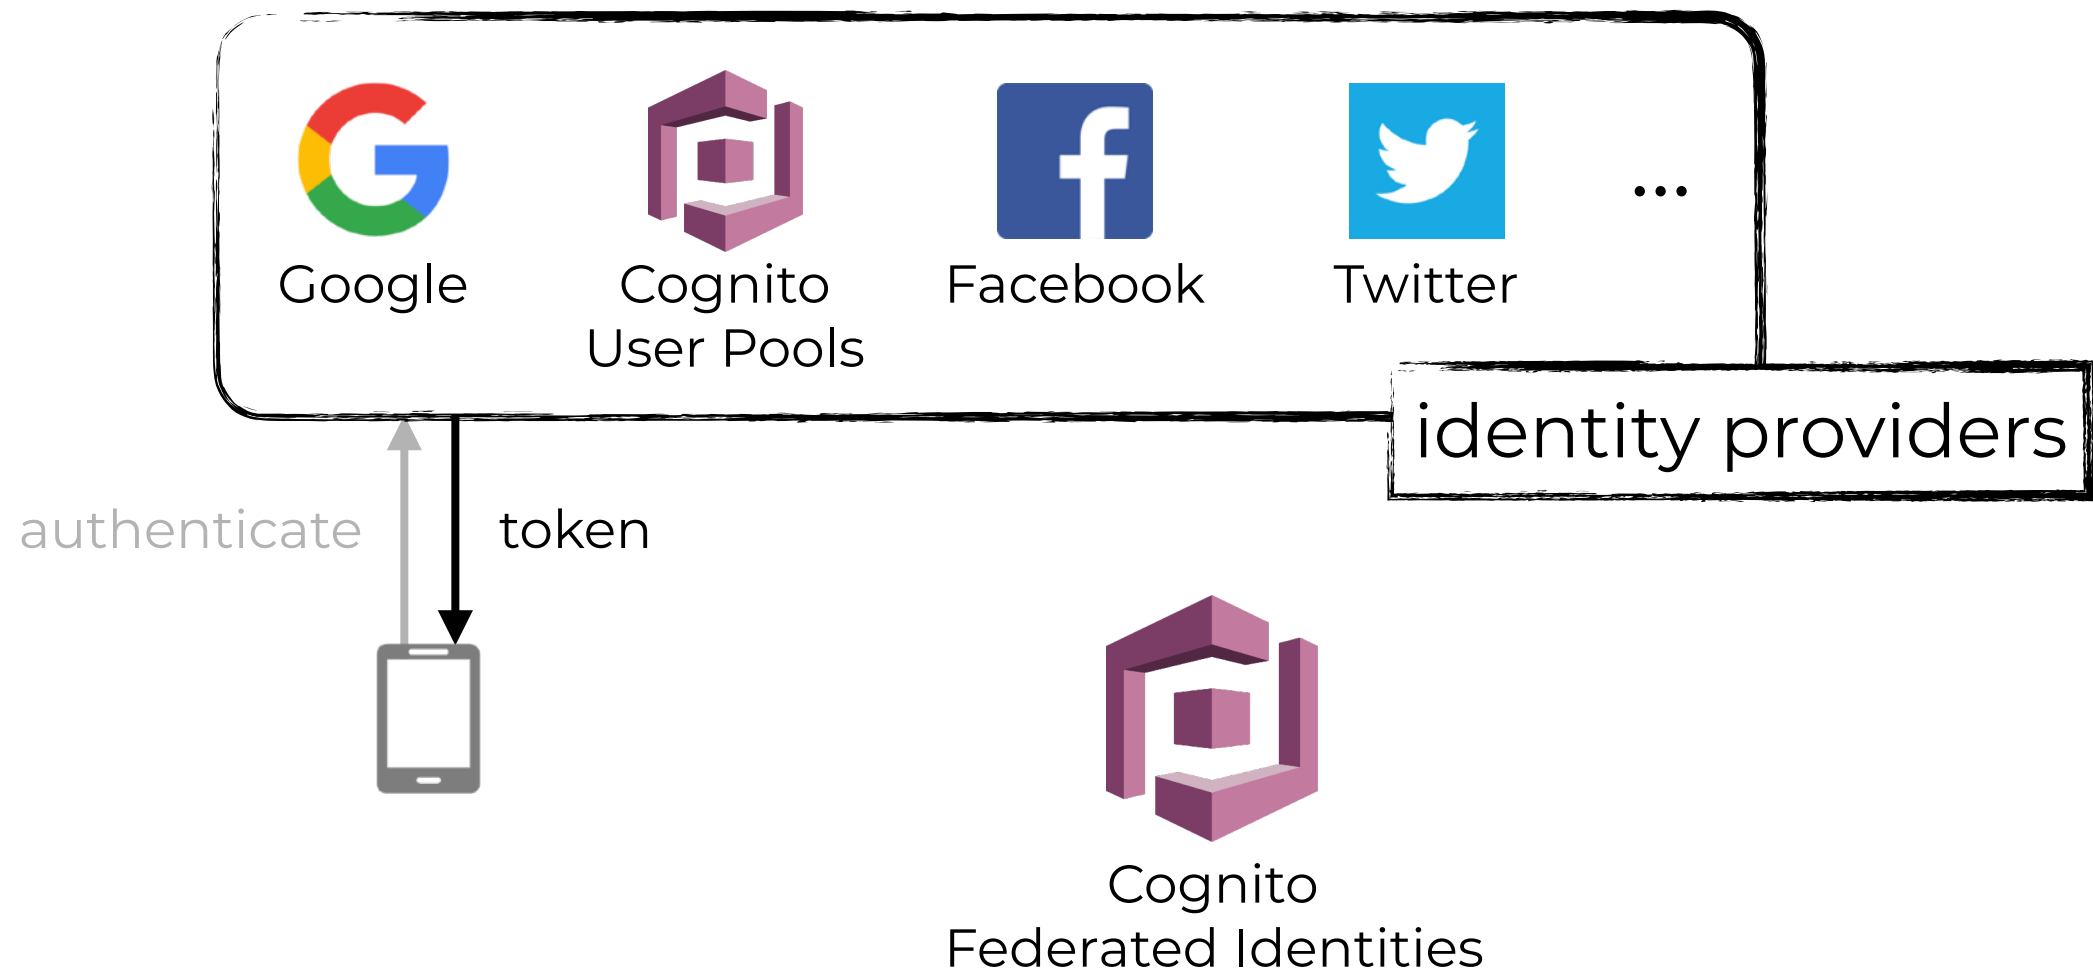 Google
Cognito
User Pools
Facebook
Twitter
...
identity providers
authenticate
token
Cognito
Federated Identities